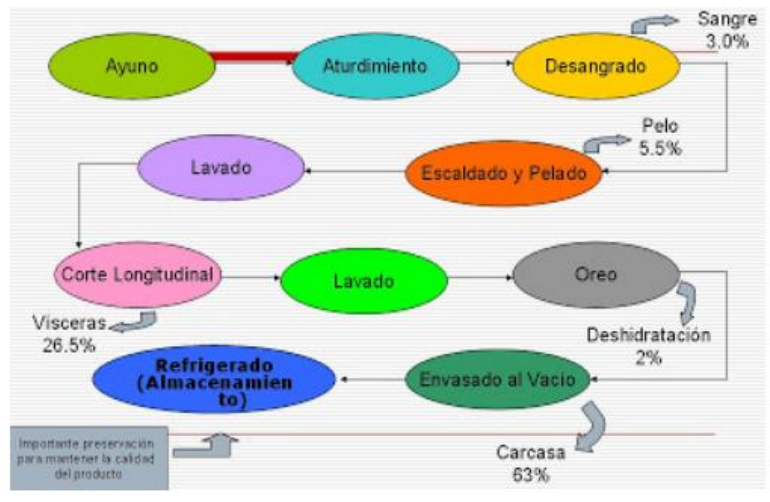 Sangre
3.0%
Ayuno
Aturdimiento
Desangrado
Pelo
5.5%
Lavado
Escaldado y Pelado
Corte Longitudinal
Lavado
Oreo
Vísceras
26.5%
Deshidratación
2%
Refrigerado
(Almacenamien
to)
Envasado al Vacio
Importante preservación
para mantener la calidad
del producto
Carcasa
63%